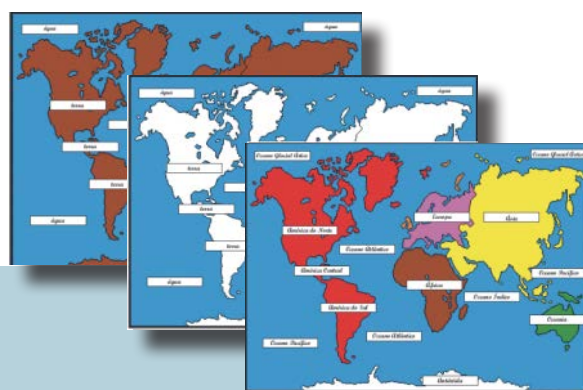 água
água
terra
terra
terra
água
água
terra
terra
terra
água
Oceano Glacial Ártico
Oceano Glacial Ártico
Europa
Ásia
América do Norte
Oceano Atlântico
América Central
Oceano Pacífico
África
Oceano Índico
América do Sul
Oceania
Oceano Atlântico
Oceano Pacífico
Antártida